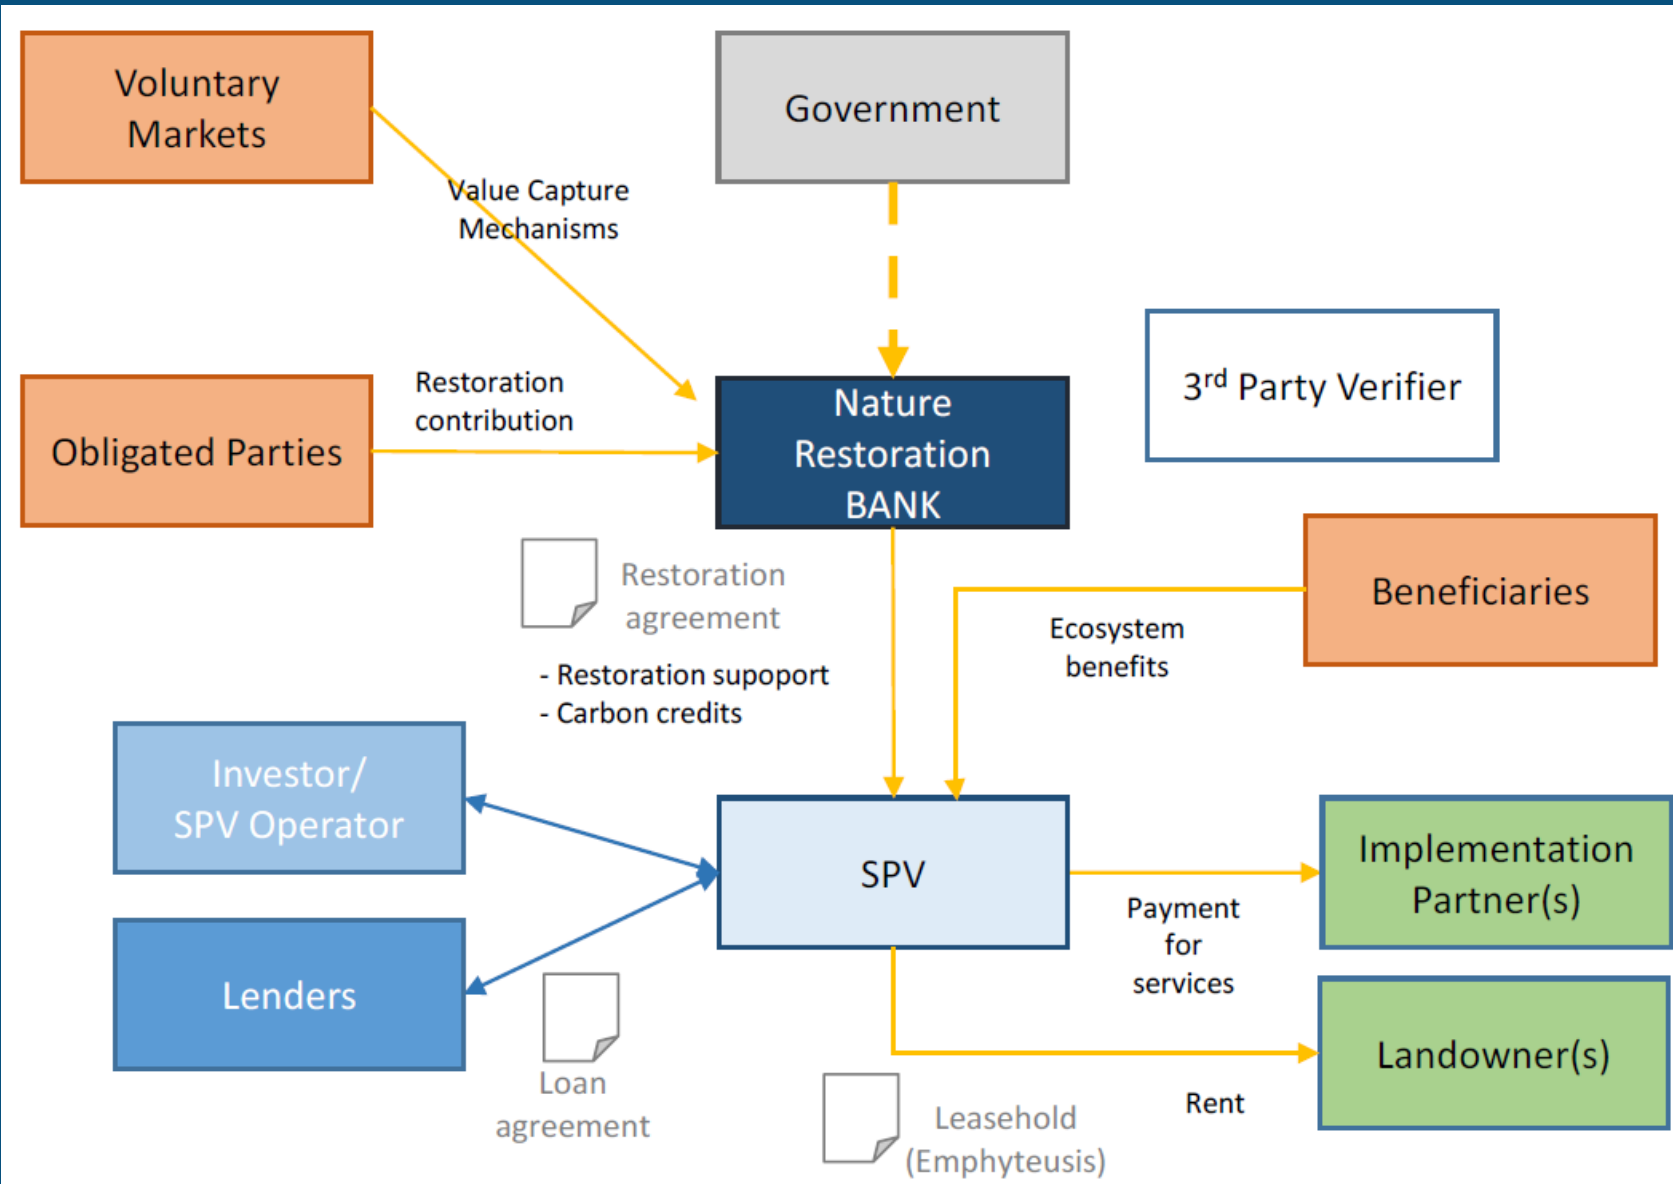 Voluntary
Markets
Government
Value Capture
Mechanisms
3rd Party Verifier
Restoration
contribution
Obligated Parties
Nature
Restoration
BANK
Restoration
agreement
- Restoration supoport
- Carbon credits
Ecosystem
benefits
Beneficiaries
Investor/
SPV Operator
SPV
Implementation
Partner(s)
Payment
for
services
Lenders
Loan
agreement
Landowner(s)
Rent
Leasehold
(Emphyteusis)